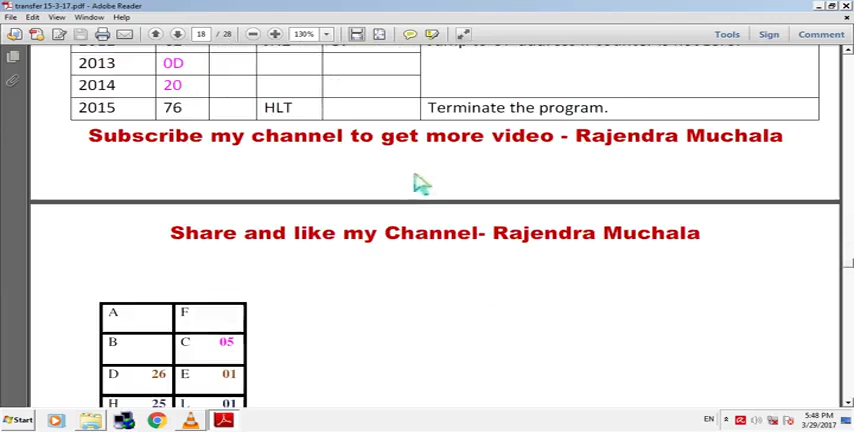 transfer 15-3-17.pdf - Adobe Reader
File Edit View Window Help
18 / 28 130% Tools Sign Comment
2013 0D
2014 20
2015 76 HLT Terminate the program.
Subscribe my channel to get more video - Rajendra Muchala
Share and like my Channel- Rajendra Muchala
A F
B C 05
D 26 E 01
H 25 L 01
Start EN 5:48 PM
3/29/2017